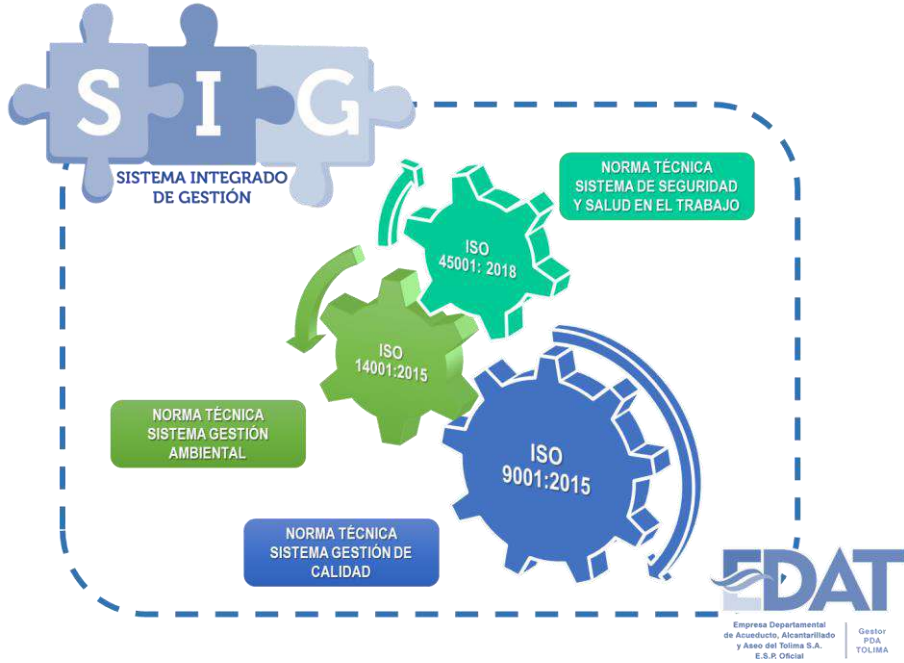 SIG
SISTEMA INTEGRADO
DE GESTIÓN
NORMA TÉCNICA
SISTEMA DE SEGURIDAD
Y SALUD EN EL TRABAJO
ISO
45001: 2018
ISO
14001:2015
NORMA TÉCNICA
SISTEMA GESTIÓN
AMBIENTAL
ISO
9001:2015
NORMA TÉCNICA
SISTEMA GESTIÓN DE
CALIDAD
EDAT
Empresa Departamental
de Acueducto, Alcantarillado
y Aseo del Tolima S.A.
E.S.P. Oficial
Gestor
PDA
TOLIMA